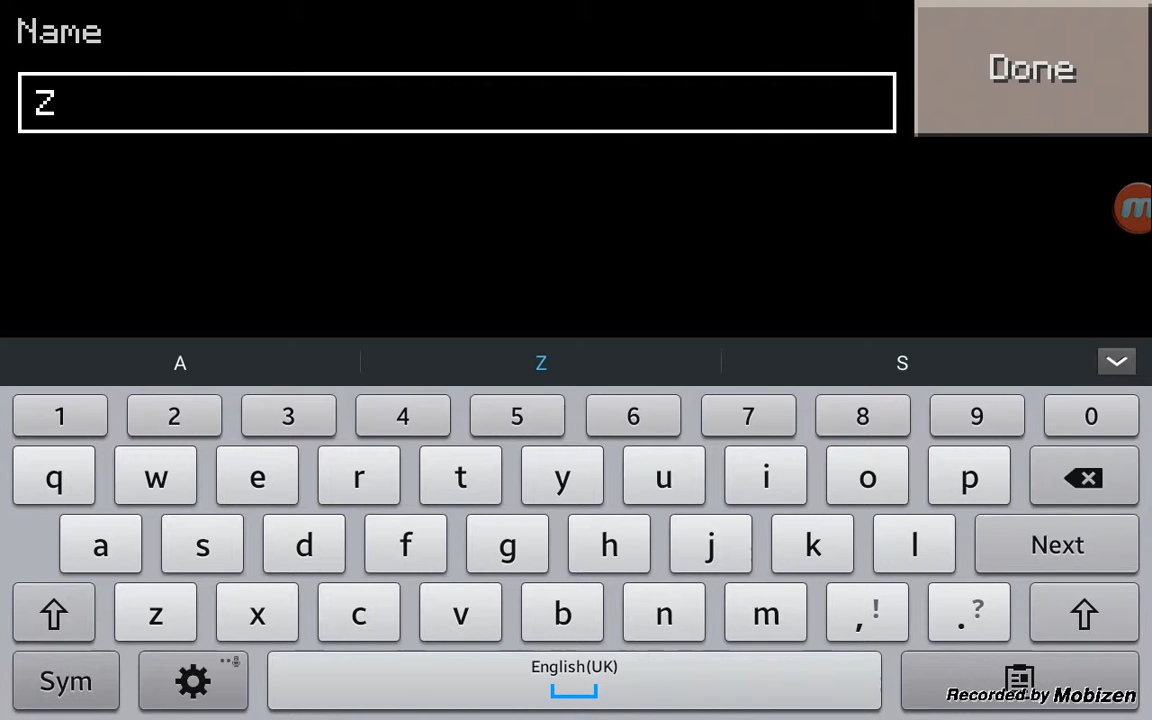 Name
Done
Z
A Z S
1 2 3 4 5 6 7 8 9 0
q w e r t y u i o p
a s d f g h j k l Next
z x c v b n m , ! . ?
Sym English(UK)
Recorded by Mobizen